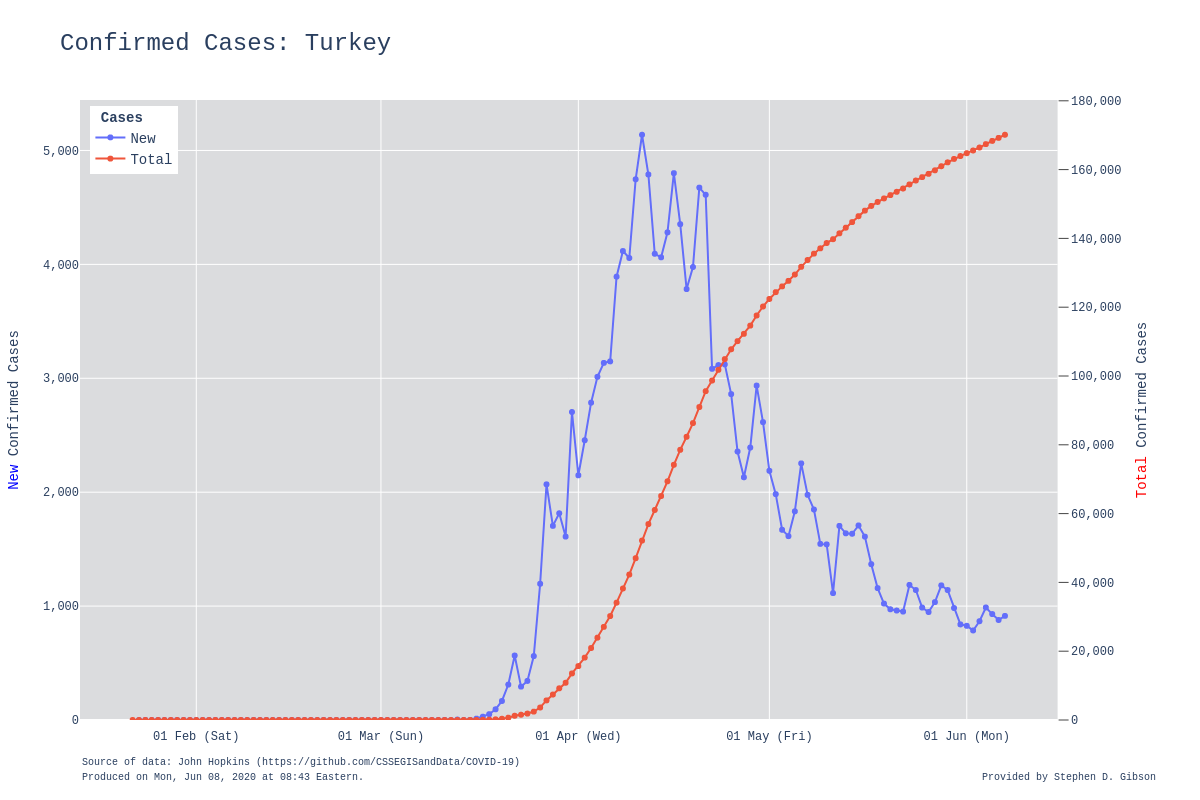 Confirmed Cases: Turkey
Cases
New
Total
5,000
4,000
3,000
2,000
1,000
0
New Confirmed Cases
180,000
160,000
140,000
120,000
100,000
80,000
60,000
40,000
20,000
0
Total Confirmed Cases
01 Feb (Sat)
01 Mar (Sun)
01 Apr (Wed)
01 May (Fri)
01 Jun (Mon)
Source of data: John Hopkins (https://github.com/CSSEGISandData/COVID-19)
Produced on Mon, Jun 08, 2020 at 08:43 Eastern.
Provided by Stephen D. Gibson